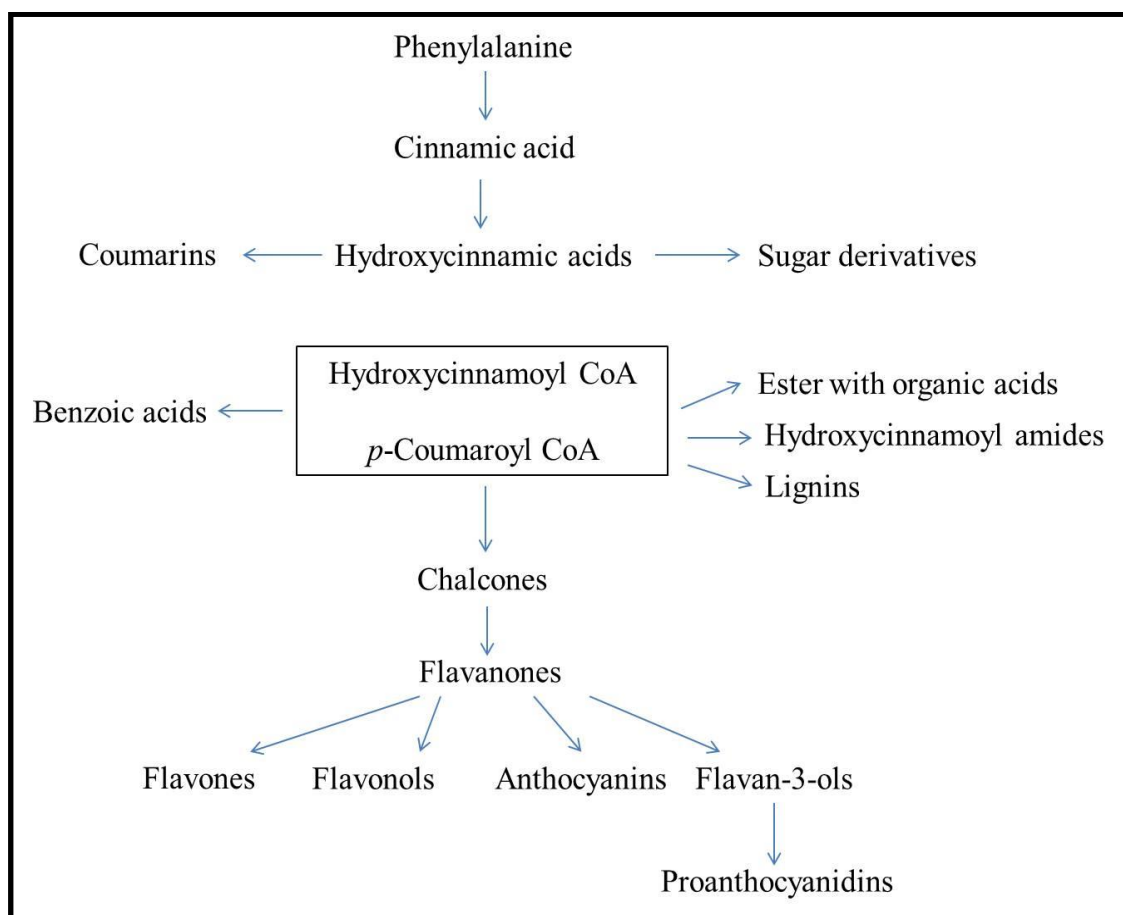 Phenylalanine
Cinnamic acid
Coumarins
Hydroxycinnamic acids
Sugar derivatives
Hydroxycinnamoyl CoA
p-Coumaroyl CoA
Benzoic acids
Ester with organic acids
Hydroxycinnamoyl amides
Lignins
Chalcones
Flavanones
Flavones
Flavonols
Anthocyanins
Flavan-3-ols
Proanthocyanidins